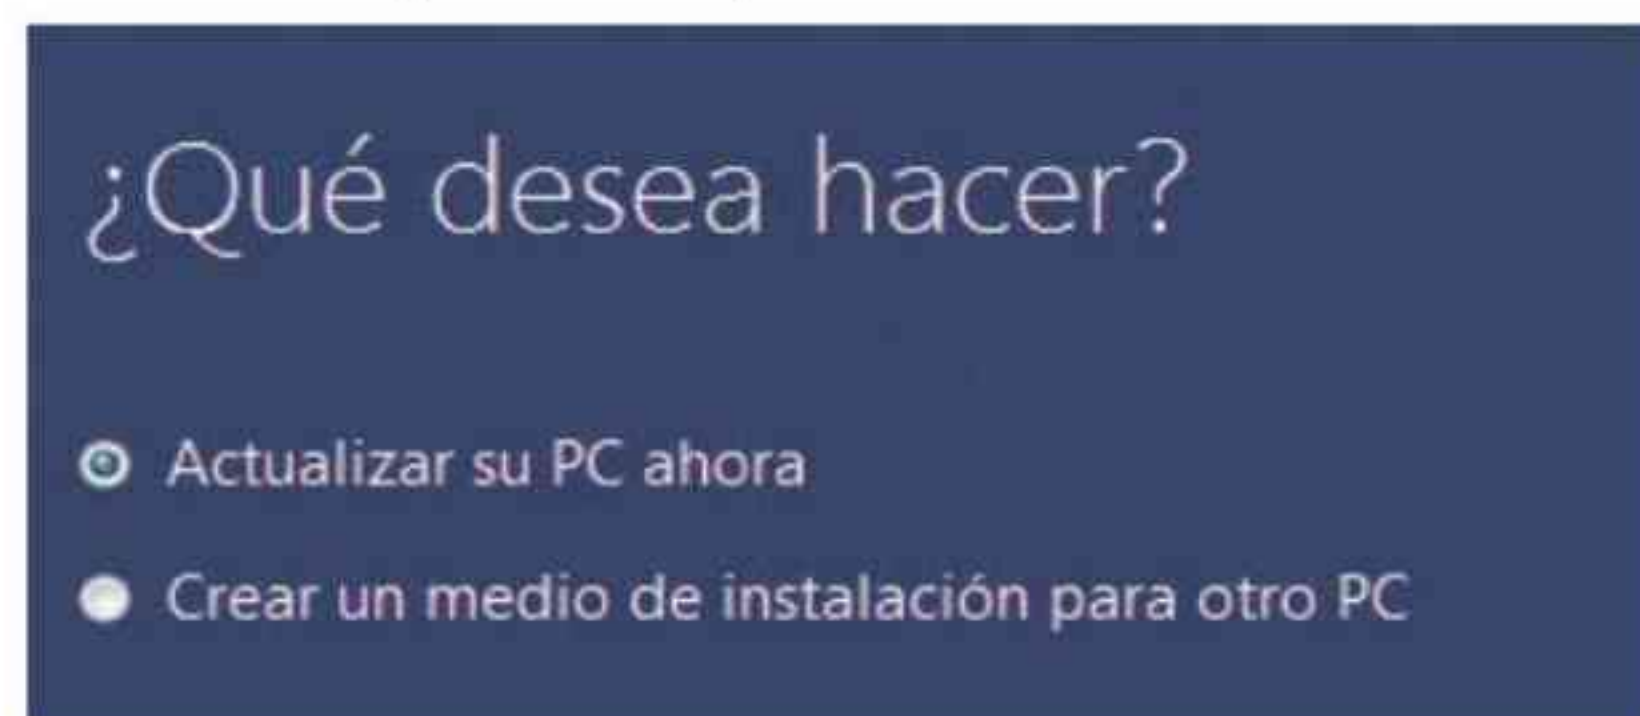 ¿Qué desea hacer?
Actualizar su PC ahora
Crear un medio de instalación para otro PC